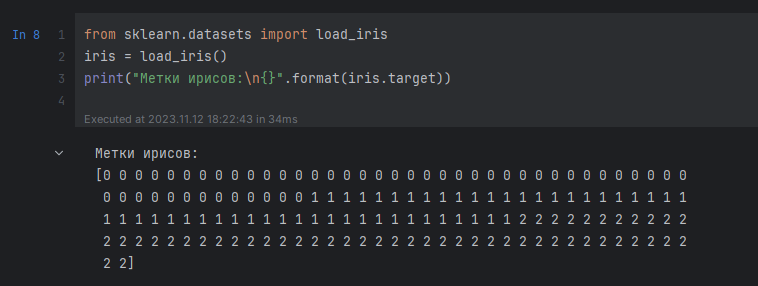 In 8
1 from sklearn.datasets import load_iris
2 iris = load_iris()
3 print("Метки ирисов:\n{}".format(iris.target))
4
Executed at 2023.11.12 18:22:43 in 34ms
Метки ирисов:
[0 0 0 0 0 0 0 0 0 0 0 0 0 0 0 0 0 0 0 0 0 0 0 0 0 0 0 0 0 0 0 0 0 0 0 0 0
0 0 0 0 0 0 0 0 0 0 0 0 0 1 1 1 1 1 1 1 1 1 1 1 1 1 1 1 1 1 1 1 1 1 1 1 1
1 1 1 1 1 1 1 1 1 1 1 1 1 1 1 1 1 1 1 1 1 1 1 1 1 1 2 2 2 2 2 2 2 2 2 2 2
2 2 2 2 2 2 2 2 2 2 2 2 2 2 2 2 2 2 2 2 2 2 2 2 2 2 2 2 2 2 2 2 2 2 2 2 2
2 2]